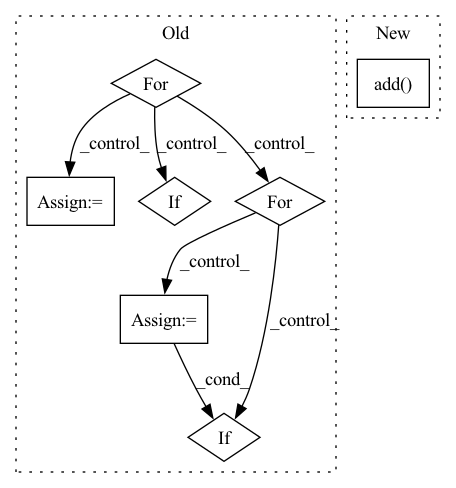 Old
New
For
add()
_control_
_control_
_control_
Assign:=
If
For
_control_
_control_
Assign:=
_cond_
If